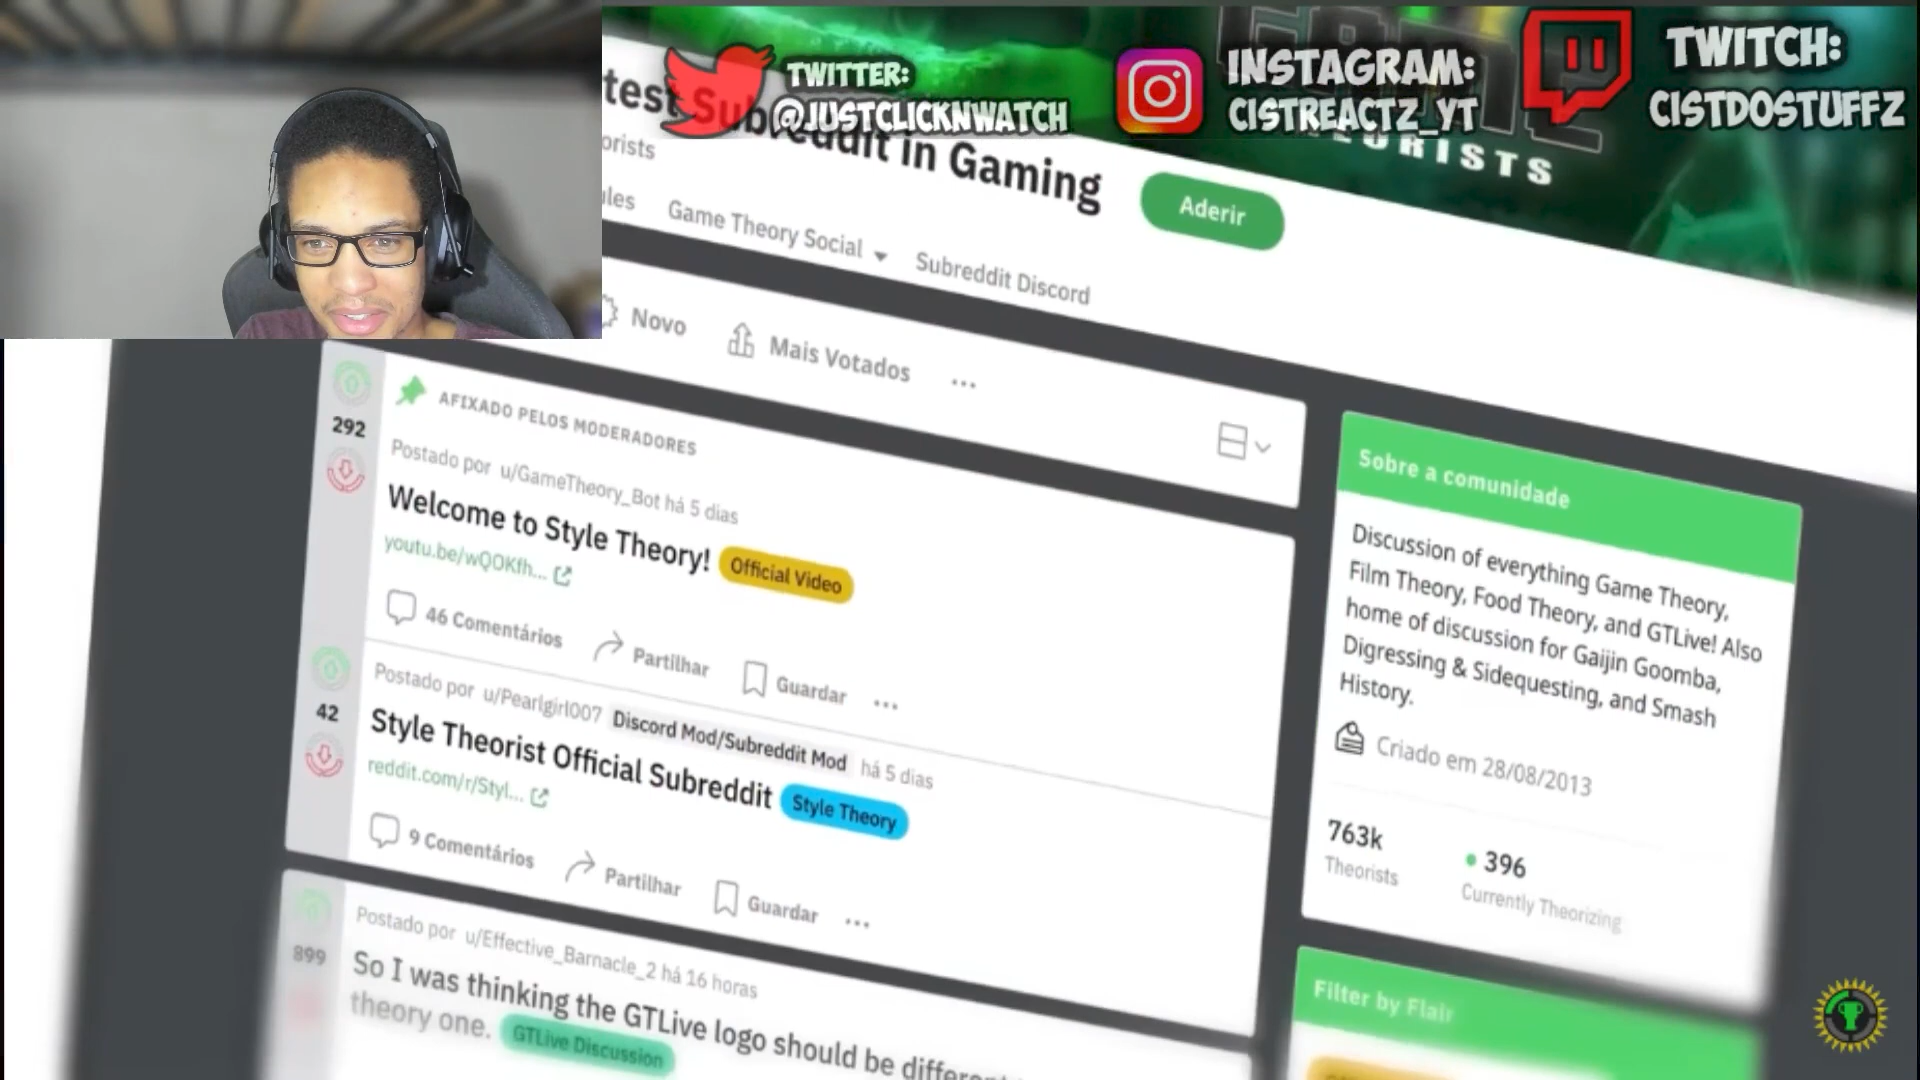 TWITTER:
@JUSTCLICKNWATCH
INSTAGRAM:
CISTREACTZ_YT
TWITCH:
CISTDOSTUFFZ
test Subreddit in Gaming
Aderir
orists
ules
Game Theory Social
Subreddit Discord
Novo
Mais Votados
...
292
AFIXADO PELOS MODERADORES
Postado por u/GameTheory_Bot há 5 dias
Welcome to Style Theory! Official Video
youtu.be/wQOKfh...
46 Comentários
Partilhar
Guardar
...
42
Postado por u/Pearlgirl007 Discord Mod/Subreddit Mod há 5 dias
Style Theorist Official Subreddit Style Theory
reddit.com/r/Styl...
9 Comentários
Partilhar
Guardar
...
899
Postado por u/Effective_Barnacle_2 há 16 horas
So I was thinking the GTLive logo should be different
theory one. GTLive Discussion
Sobre a comunidade
Discussion of everything Game Theory,
Film Theory, Food Theory, and GTLive! Also
home of discussion for Gaijin Goomba,
Digressing & Sidequesting, and Smash
History.
Criado em 28/08/2013
763k
Theorists
396
Currently Theorizing
Filter by Flair